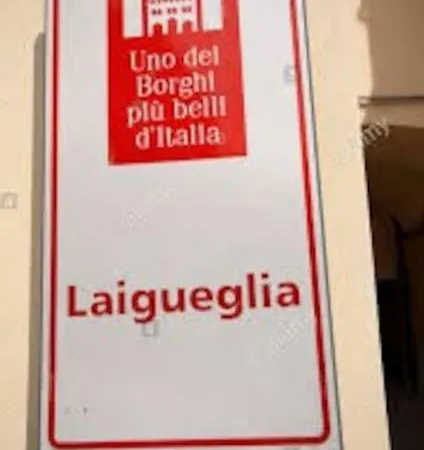 Uno dei
Borghi
più belli
d'Italia
Laigueglia